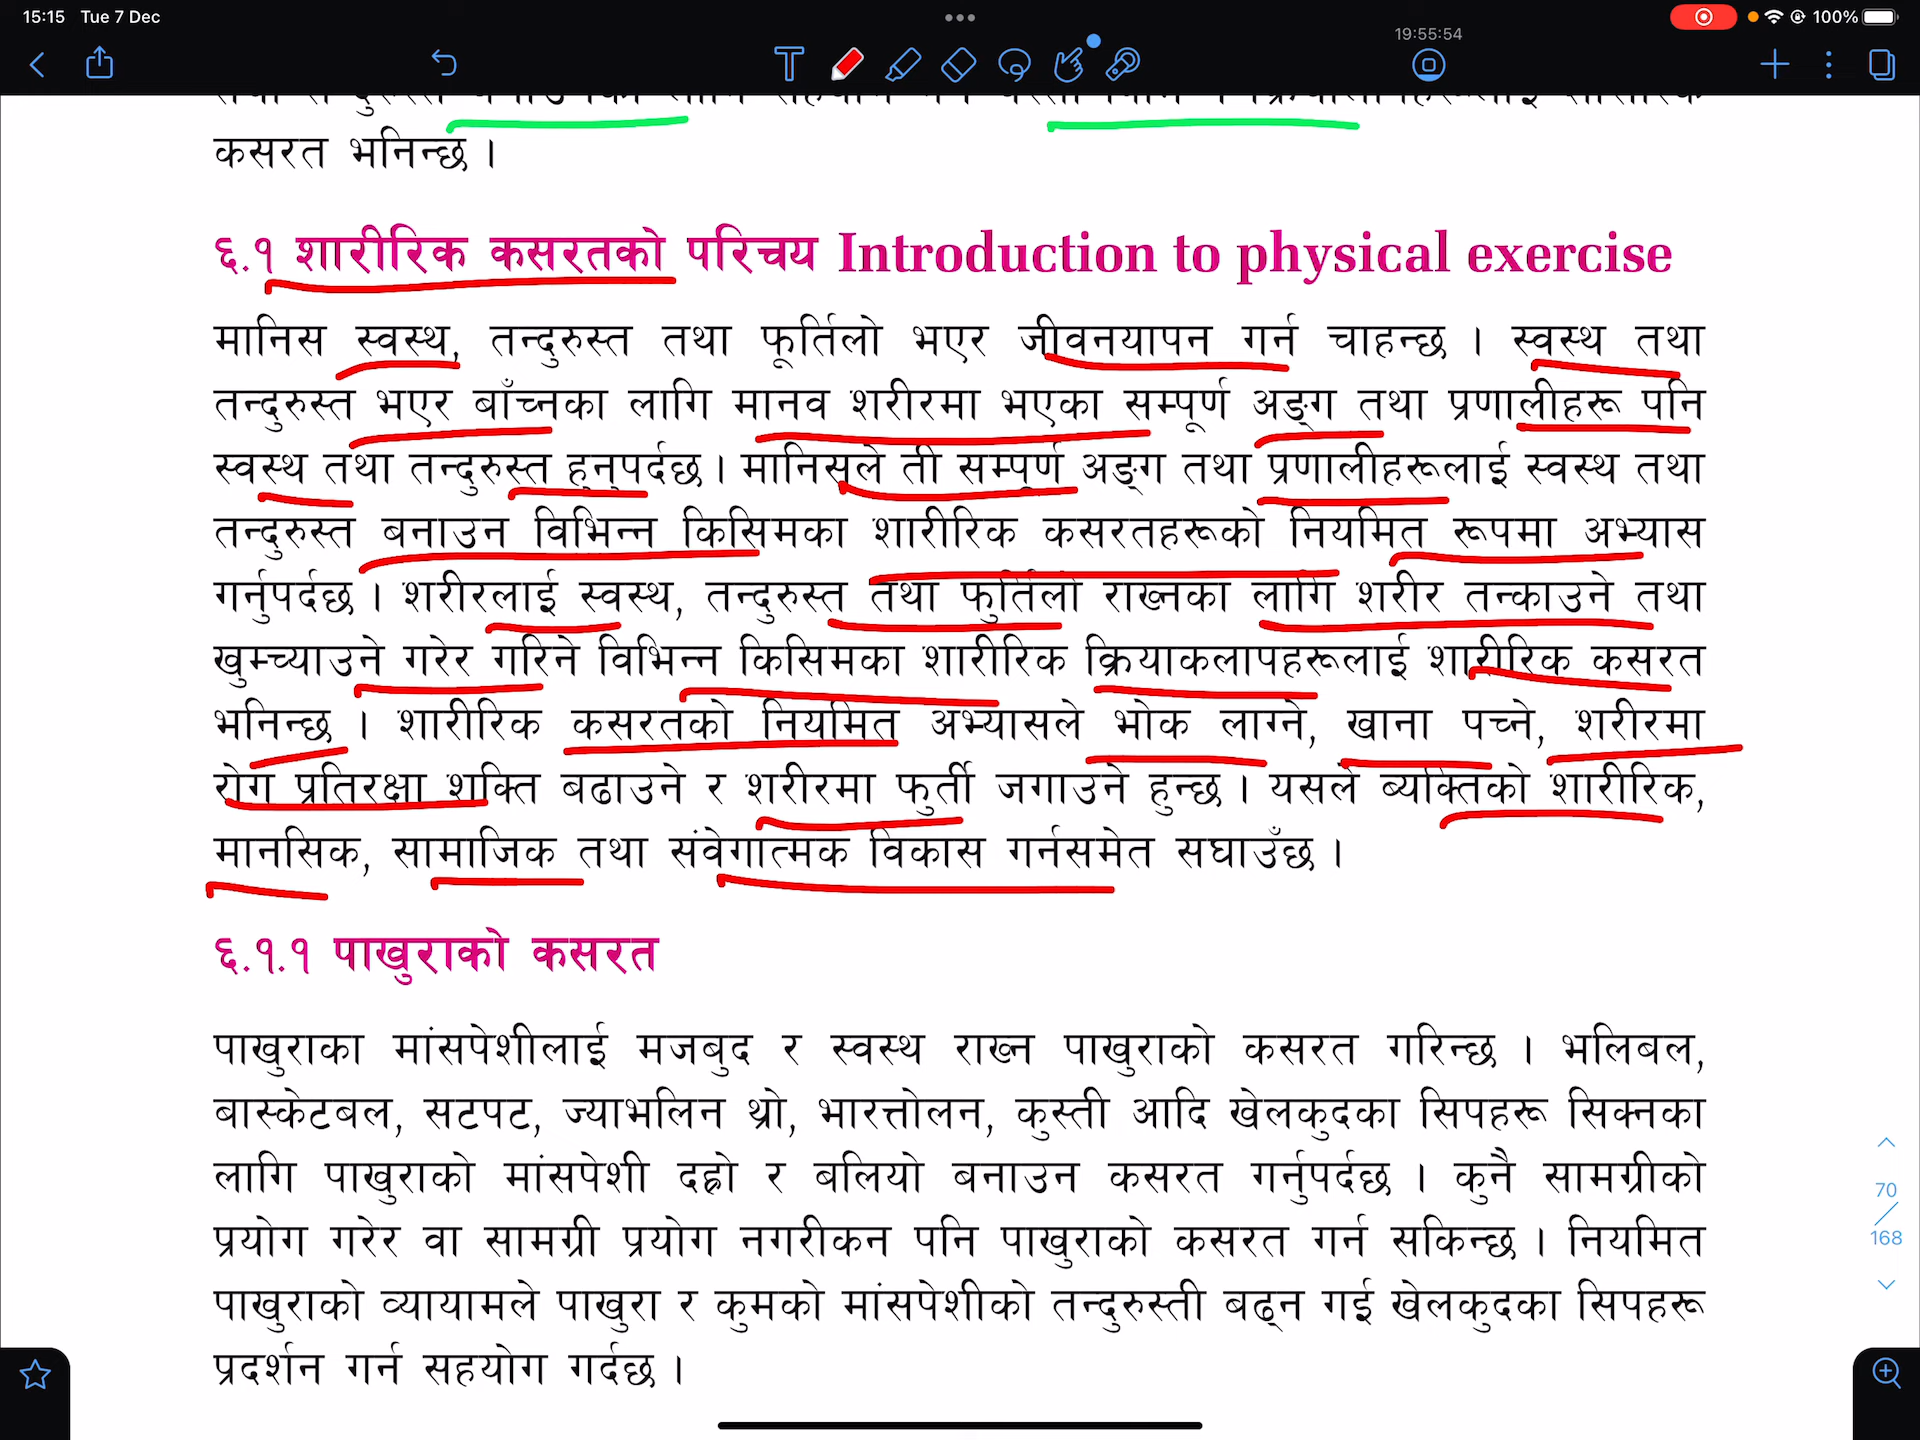 15:15 Tue 7 Dec
100%
19:55:54
कसरत भनिन्छ ।
६.१ शारीरिक कसरतको परिचय Introduction to physical exercise
मानिस स्वस्थ, तन्दुरुस्त तथा फूर्तिलो भएर जीवनयापन गर्न चाहन्छ । स्वस्थ तथा
तन्दुरुस्त भएर बाँच्नका लागि मानव शरीरमा भएका सम्पूर्ण अङ्ग तथा प्रणालीहरू पनि
स्वस्थ तथा तन्दुरुस्त हुनुपर्दछ । मानिसले ती सम्पूर्ण अङ्ग तथा प्रणालीहरूलाई स्वस्थ तथा
तन्दुरुस्त बनाउन विभिन्न किसिमका शारीरिक कसरतहरूको नियमित रूपमा अभ्यास
गर्नुपर्दछ । शरीरलाई स्वस्थ, तन्दुरुस्त तथा फुर्तिलो राख्नका लागि शरीर तन्काउने तथा
खुम्च्याउने गरेर गरिने विभिन्न किसिमका शारीरिक क्रियाकलापहरूलाई शारीरिक कसरत
भनिन्छ । शारीरिक कसरतको नियमित अभ्यासले भोक लाग्ने, खाना पच्ने, शरीरमा
रोग प्रतिरक्षा शक्ति बढाउने र शरीरमा फुर्ती जगाउने हुन्छ । यसले ब्यक्तिको शारीरिक,
मानसिक, सामाजिक तथा संवेगात्मक विकास गर्नसमेत सघाउँछ ।
६.१.१ पाखुराको कसरत
पाखुराका मांसपेशीलाई मजबुद र स्वस्थ राख्न पाखुराको कसरत गरिन्छ । भलिबल,
बास्केटबल, सटपट, ज्याभलिन थ्रो, भारत्तोलन, कुस्ती आदि खेलकुदका सिपहरू सिक्नका
लागि पाखुराको मांसपेशी दह्रो र बलियो बनाउन कसरत गर्नुपर्दछ । कुनै सामग्रीको
प्रयोग गरेर वा सामग्री प्रयोग नगरीकन पनि पाखुराको कसरत गर्न सकिन्छ । नियमित
पाखुराको व्यायामले पाखुरा र कुमको मांसपेशीको तन्दुरुस्ती बढ्न गई खेलकुदका सिपहरू
प्रदर्शन गर्न सहयोग गर्दछ ।
70
168